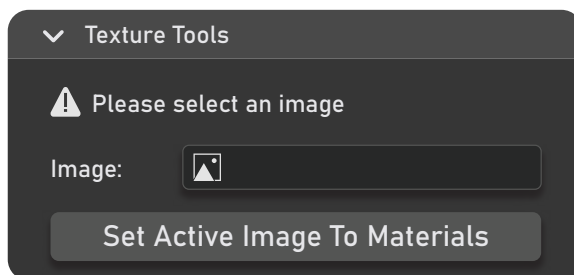 Texture Tools
Please select an image
Image:
Set Active Image To Materials